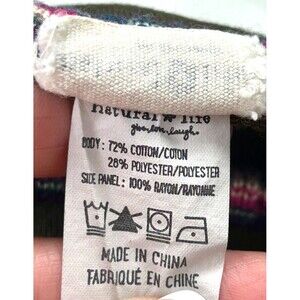 natural life
give.love.laugh.
BODY: 72% COTTON/COTON
28% POLYESTER/POLYESTER
SIDE PANEL: 100% RAYON/RAYONNE
MADE IN CHINA
FABRIQUÉ EN CHINE